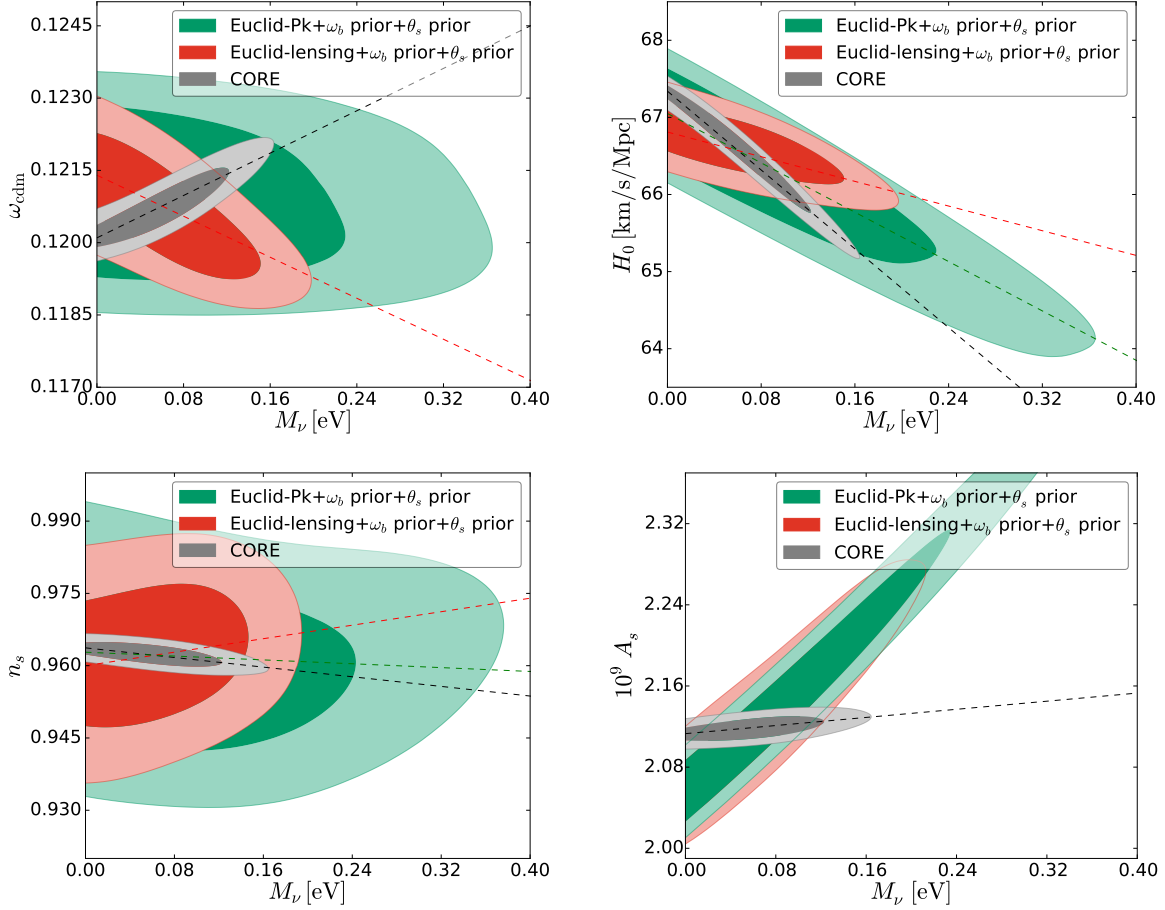 0.1245
0.1230
0.1215
0.1200
0.1185
0.1170
ω_cdm
Euclid-Pk+ω_b prior+θ_s prior
Euclid-lensing+ω_b prior+θ_s prior
CORE
0.00 0.08 0.16 0.24 0.32 0.40
M_ν [eV]
68
67
66
65
64
H_0 [km/s/Mpc]
Euclid-Pk+ω_b prior+θ_s prior
Euclid-lensing+ω_b prior+θ_s prior
CORE
0.00 0.08 0.16 0.24 0.32 0.40
M_ν [eV]
0.990
0.975
0.960
0.945
0.930
n_s
Euclid-Pk+ω_b prior+θ_s prior
Euclid-lensing+ω_b prior+θ_s prior
CORE
0.00 0.08 0.16 0.24 0.32 0.40
M_ν [eV]
2.32
2.24
2.16
2.08
2.00
10^9 A_s
Euclid-Pk+ω_b prior+θ_s prior
Euclid-lensing+ω_b prior+θ_s prior
CORE
0.00 0.08 0.16 0.24 0.32 0.40
M_ν [eV]